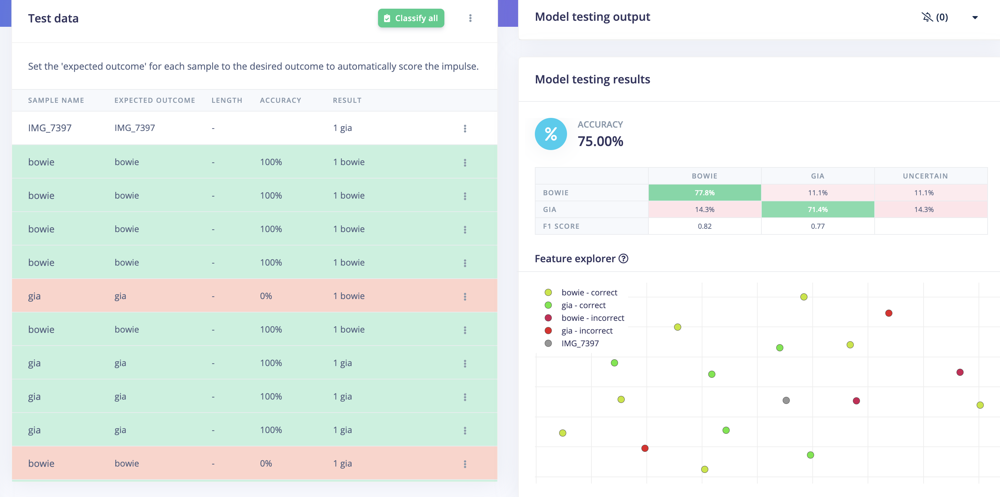 Test data
Classify all
Set the 'expected outcome' for each sample to the desired outcome to automatically score the impulse.
SAMPLE NAME EXPECTED OUTCOME LENGTH ACCURACY RESULT
IMG_7397 IMG_7397 - 1 gia
bowie bowie - 100% 1 bowie
bowie bowie - 100% 1 bowie
bowie bowie - 100% 1 bowie
bowie bowie - 100% 1 bowie
gia gia - 0% 1 bowie
bowie bowie - 100% 1 bowie
gia gia - 100% 1 gia
gia gia - 100% 1 gia
gia gia - 100% 1 gia
bowie bowie - 0% 1 gia
Model testing output
(0)
Model testing results
%
ACCURACY
75.00%
BOWIE GIA UNCERTAIN
BOWIE 77.8% 11.1% 11.1%
GIA 14.3% 71.4% 14.3%
F1 SCORE 0.82 0.77
Feature explorer ?
bowie - correct
gia - correct
bowie - incorrect
gia - incorrect
IMG_7397